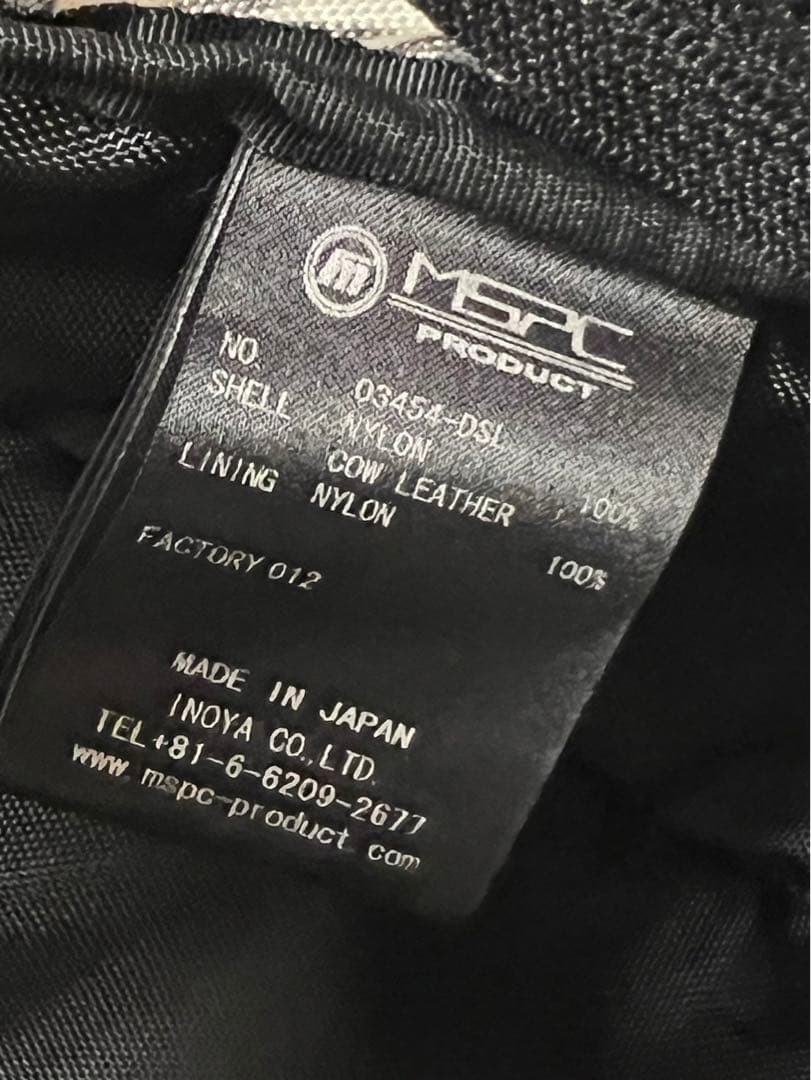 m MSPC
PRODUCT
NO. 03454-DSL
SHELL NYLON 100%
COW LEATHER
LINING NYLON 100%
FACTORY 012
MADE IN JAPAN
INOYA CO.,LTD.
TEL+81-6-6209-2677
www.mspc-product.com